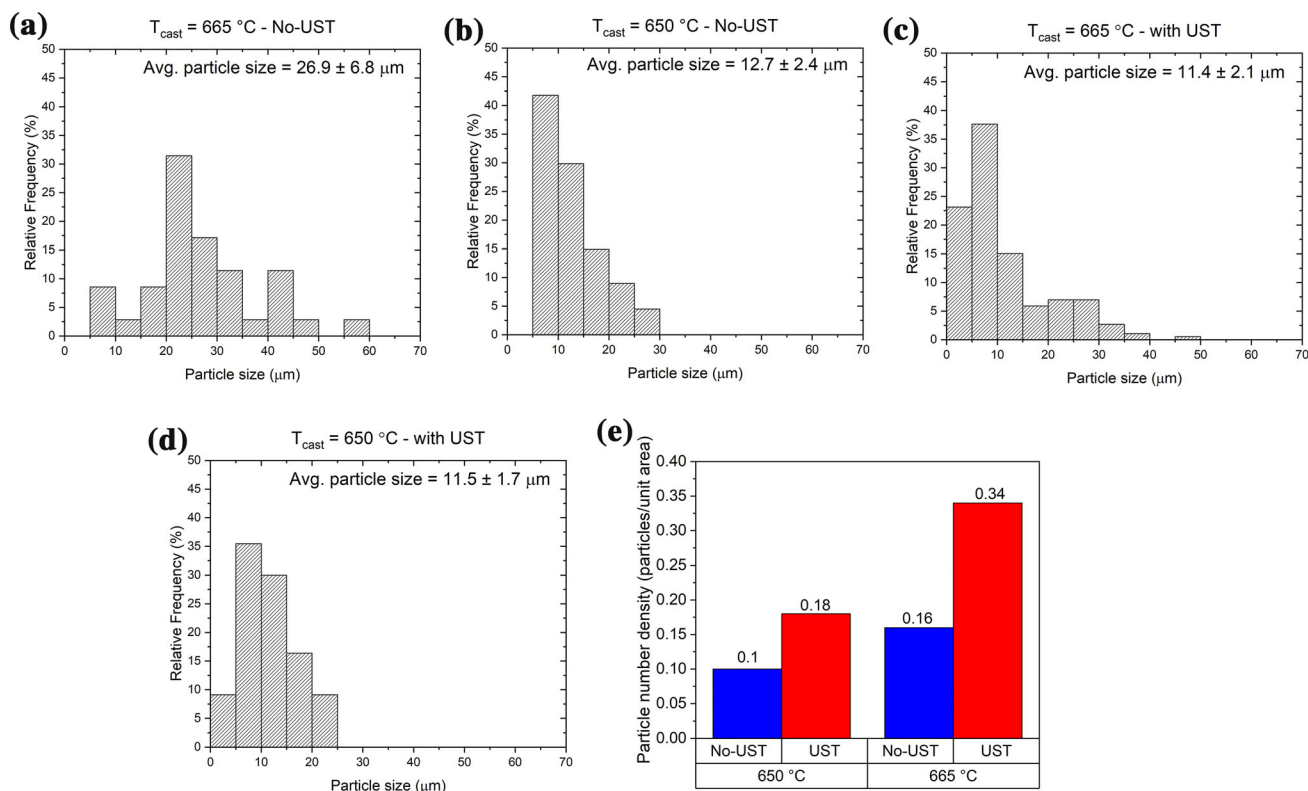 (a)
T_cast = 665 °C - No-UST
Avg. particle size = 26.9 ± 6.8 μm
Relative Frequency (%)
50
45
40
35
30
25
20
15
10
5
0
0 10 20 30 40 50 60 70
Particle size (μm)
(b)
T_cast = 650 °C - No-UST
Avg. particle size = 12.7 ± 2.4 μm
Relative Frequency (%)
50
45
40
35
30
25
20
15
10
5
0
0 10 20 30 40 50 60 70
Particle size (μm)
(c)
T_cast = 665 °C - with UST
Avg. particle size = 11.4 ± 2.1 μm
Relative Frequency (%)
50
45
40
35
30
25
20
15
10
5
0
0 10 20 30 40 50 60 70
Particle size (μm)
(d)
T_cast = 650 °C - with UST
Avg. particle size = 11.5 ± 1.7 μm
Relative Frequency (%)
50
45
40
35
30
25
20
15
10
5
0
0 10 20 30 40 50 60 70
Particle size (μm)
(e)
Particle number density (particles/unit area)
0.40
0.35
0.30
0.25
0.20
0.15
0.10
0.05
0.00
0.1
0.18
0.16
0.34
No-UST UST No-UST UST
650 °C 665 °C